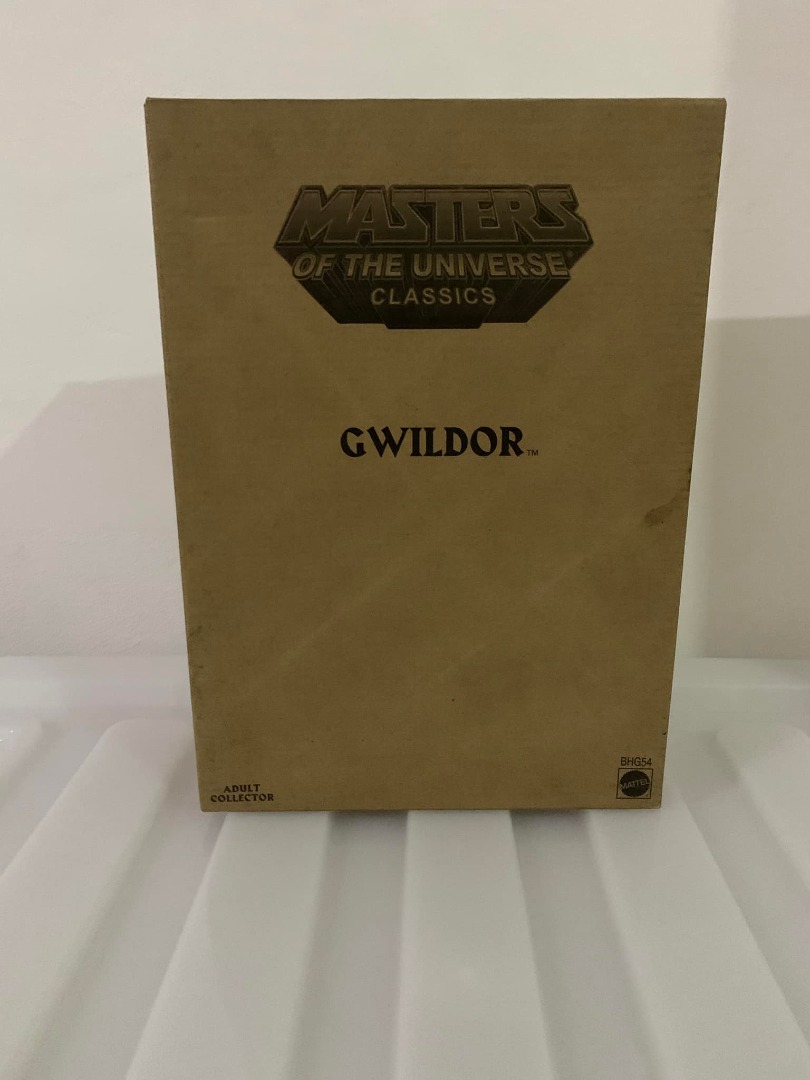 MASTERS
OF THE UNIVERSE®
CLASSICS
GWILDOR™
BHG54
ADULT
COLLECTOR
MATTEL